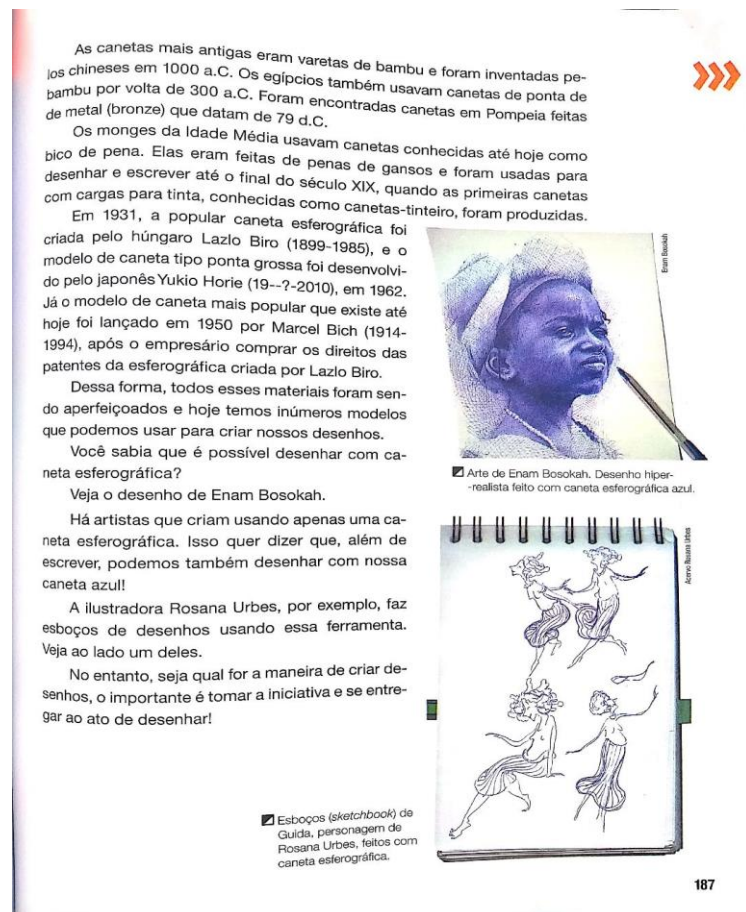 As canetas mais antigas eram varetas de bambu e foram inventadas pe-
los chineses em 1000 a.C. Os egípcios também usavam canetas de ponta de
bambu por volta de 300 a.C. Foram encontradas canetas em Pompeia feitas
de metal (bronze) que datam de 79 d.C.
Os monges da Idade Média usavam canetas conhecidas até hoje como
bico de pena. Elas eram feitas de penas de gansos e foram usadas para
desenhar e escrever até o final do século XIX, quando as primeiras canetas
com cargas para tinta, conhecidas como canetas-tinteiro, foram produzidas.
Em 1931, a popular caneta esferográfica foi
criada pelo húngaro Lazlo Biro (1899-1985), e o
modelo de caneta tipo ponta grossa foi desenvolvi-
do pelo japonês Yukio Horie (19--?-2010), em 1962.
Já o modelo de caneta mais popular que existe até
hoje foi lançado em 1950 por Marcel Bich (1914-
1994), após o empresário comprar os direitos das
patentes da esferográfica criada por Lazlo Biro.
Dessa forma, todos esses materiais foram sen-
do aperfeiçoados e hoje temos inúmeros modelos
que podemos usar para criar nossos desenhos.
Você sabia que é possível desenhar com ca-
neta esferográfica?
Veja o desenho de Enam Bosokah.
Há artistas que criam usando apenas uma ca-
neta esferográfica. Isso quer dizer que, além de
escrever, podemos também desenhar com nossa
caneta azul!
A ilustradora Rosana Urbes, por exemplo, faz
esboços de desenhos usando essa ferramenta.
Veja ao lado um deles.
No entanto, seja qual for a maneira de criar de-
senhos, o importante é tomar a iniciativa e se entre-
gar ao ato de desenhar!
Enam Bosokah
Arte de Enam Bosokah. Desenho hiper-
-realista feito com caneta esferográfica azul.
Acervo Rosana Urbes
Esboços (sketchbook) de
Guida, personagem de
Rosana Urbes, feitos com
caneta esferográfica.
187